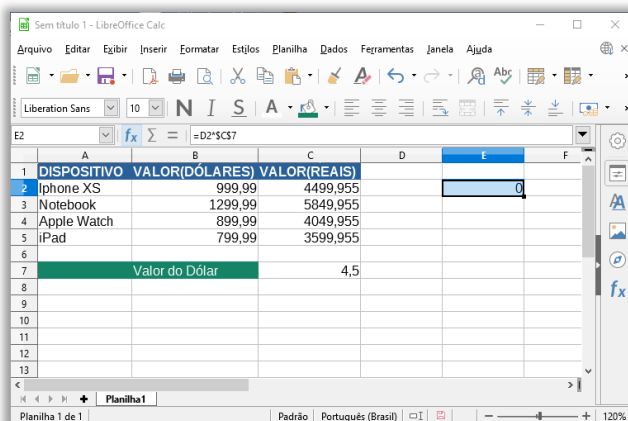 Sem título 1 - LibreOffice Calc
Arquivo Editar Exibir Inserir Formatar Estilos Planilha Dados Ferramentas Janela Ajuda
Liberation Sans 10 N I S A
E2 fx Σ = =D2*$C$7
A B C D E F
1 DISPOSITIVO VALOR(DÓLARES) VALOR(REAIS)
2 Iphone XS 999,99 4499,955 0
3 Notebook 1299,99 5849,955
4 Apple Watch 899,99 4049,955
5 iPad 799,99 3599,955
6
7 Valor do Dólar 4,5
8
9
10
11
12
13
Planilha1
Planilha 1 de 1 Padrão Português (Brasil) 120%